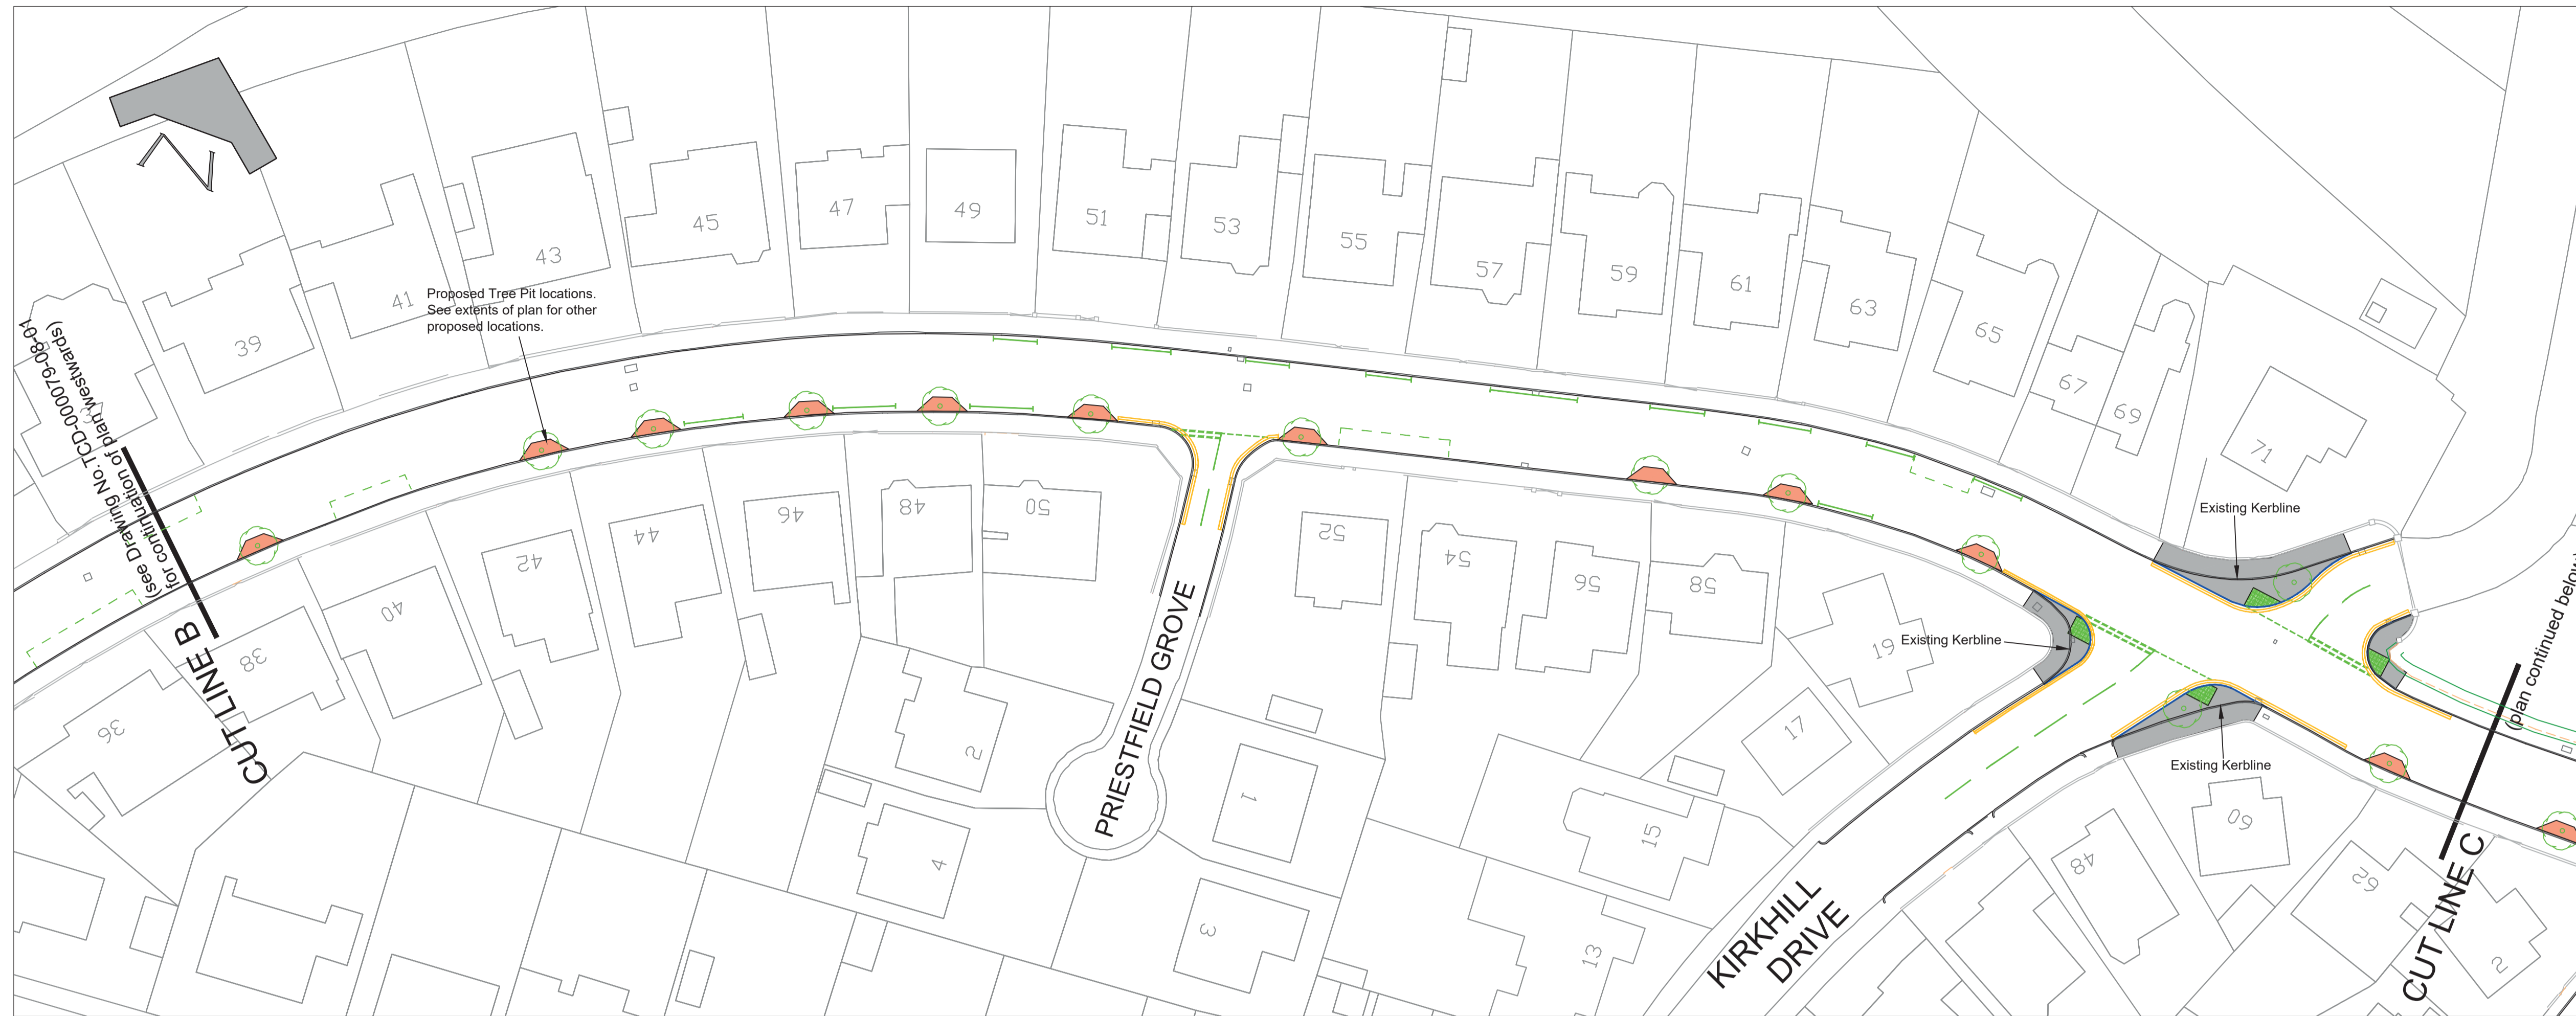 Proposed Tree Pit locations.
See extents of plan for other
proposed locations.
39
41
43
45
47
49
51
53
55
57
59
61
63
65
67
69
71
37
(see Drawing No.TCD-0000079-08-01
for continuation of plan westwards)
CUT LINE B
36
38
40
42
44
46
48
50
52
54
56
58
19
17
15
13
2
4
1
3
PRIESTFIELD GROVE
KIRKHILL
DRIVE
Existing Kerbline
Existing Kerbline
Existing Kerbline
48
60
62
2
CUT LINE C
(plan continued below)
N